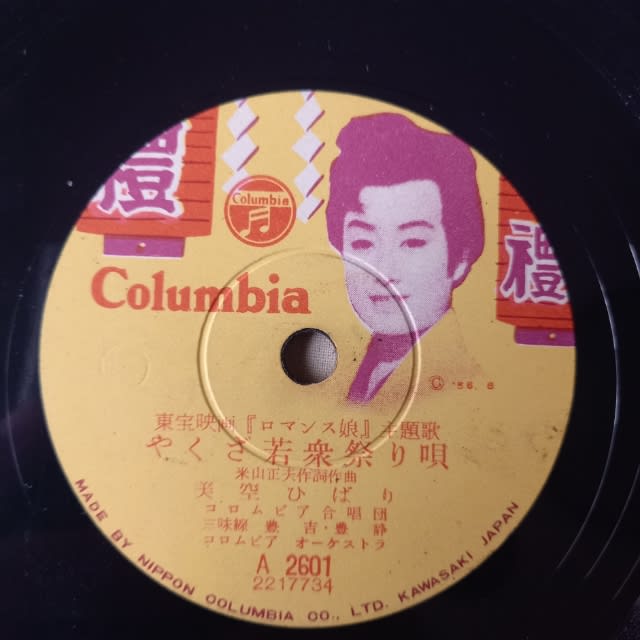 禮
Columbia
禮
Columbia
© '56. 8
東宝映画『ロマンス娘』主題歌
やくざ若衆祭り唄
米山正夫作詞作曲
美空ひばり
コロムビア合唱団
三味線 豊吉・豊静
コロムビア オーケストラ
A 2601
2217734
MADE BY NIPPON COLUMBIA CO., LTD. KAWASAKI JAPAN